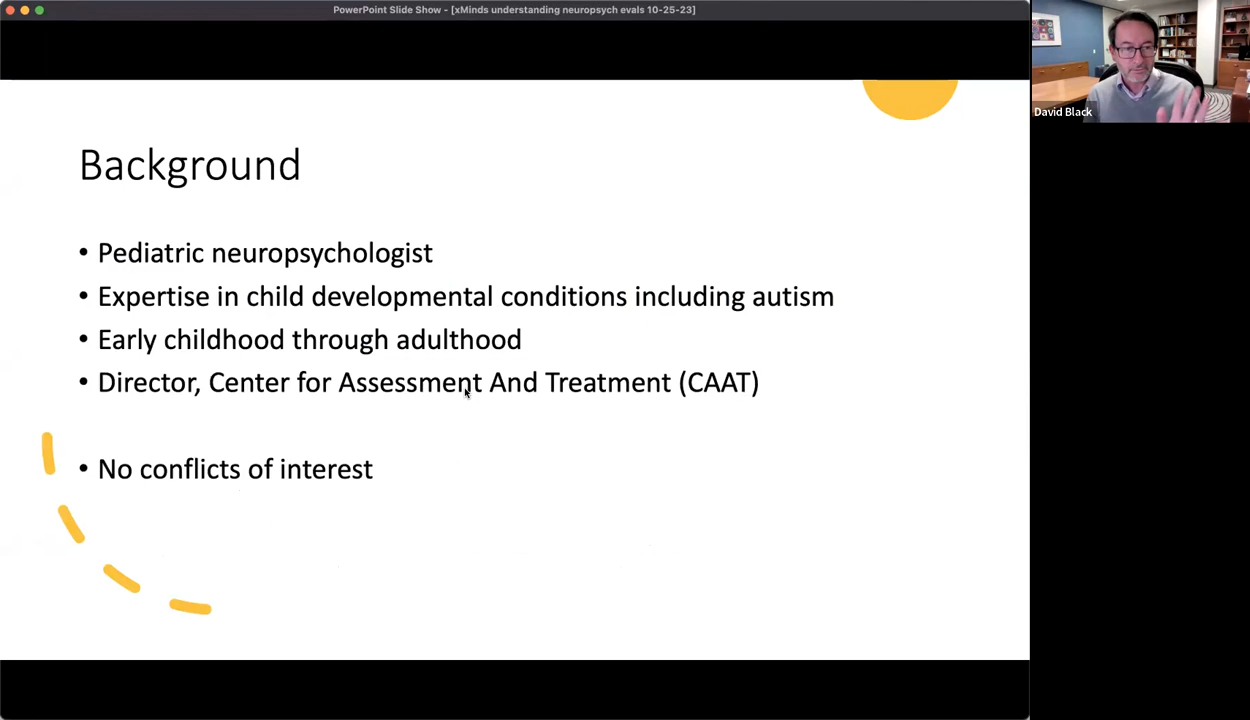 PowerPoint Slide Show - [xMinds understanding neuropsych evals 10-25-23]
David Black
Background
• Pediatric neuropsychologist
• Expertise in child developmental conditions including autism
• Early childhood through adulthood
• Director, Center for Assessment And Treatment (CAAT)
• No conflicts of interest